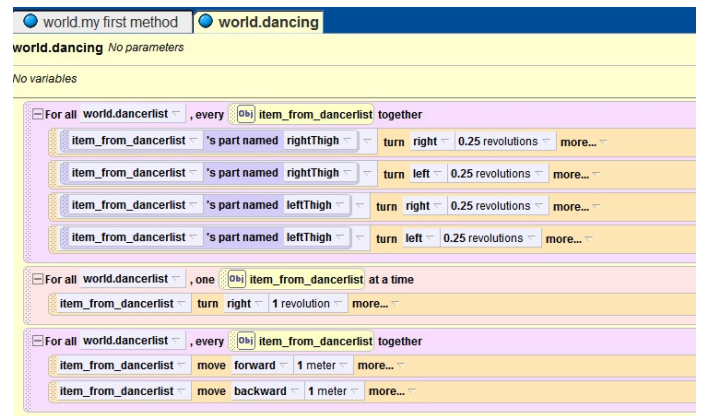 world.my first method world.dancing
world.dancing No parameters
No variables
For all world.dancerlist , every Obj item_from_dancerlist together
item_from_dancerlist 's part named rightThigh turn right 0.25 revolutions more...
item_from_dancerlist 's part named rightThigh turn left 0.25 revolutions more...
item_from_dancerlist 's part named leftThigh turn right 0.25 revolutions more...
item_from_dancerlist 's part named leftThigh turn left 0.25 revolutions more...
For all world.dancerlist , one Obj item_from_dancerlist at a time
item_from_dancerlist turn right 1 revolution more...
For all world.dancerlist , every Obj item_from_dancerlist together
item_from_dancerlist move forward 1 meter more...
item_from_dancerlist move backward 1 meter more...